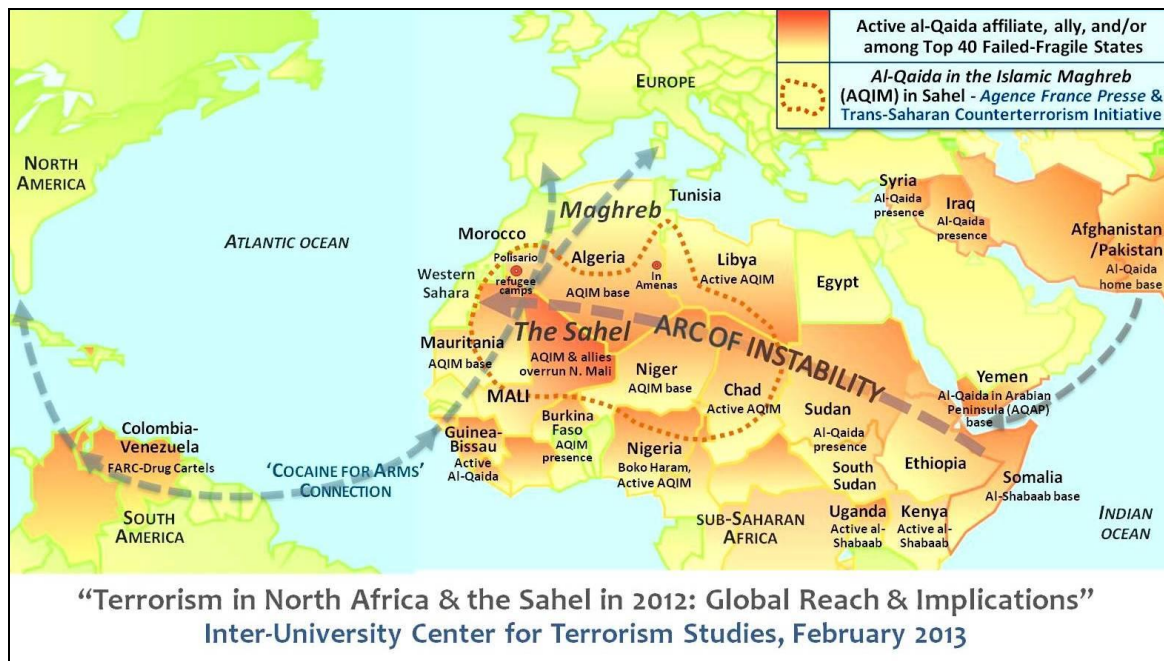 Active al-Qaida affiliate, ally, and/or
among Top 40 Failed-Fragile States
Al-Qaida in the Islamic Maghreb
(AQIM) in Sahel - Agence France Presse &
Trans-Saharan Counterterrorism Initiative
EUROPE
NORTH
AMERICA
ATLANTIC OCEAN
Tunisia
Maghreb
Morocco
Polisario
refugee
camps
Western
Sahara
Algeria
AQIM base
In
Amenas
Libya
Active AQIM
Egypt
Syria
Al-Qaida
presence
Iraq
Al-Qaida
presence
Afghanistan
/Pakistan
Al-Qaida
home base
The Sahel
ARC OF INSTABILITY
Mauritania
AQIM base
AQIM & allies
overrun N. Mali
MALI
Niger
AQIM base
Chad
Active AQIM
Sudan
Al-Qaida
presence
Yemen
Al-Qaida in Arabian
Peninsula (AQAP)
base
Colombia-
Venezuela
FARC-Drug Cartels
'COCAINE FOR ARMS'
CONNECTION
Guinea-
Bissau
Active
Al-Qaida
Burkina
Faso
AQIM
presence
Nigeria
Boko Haram,
Active AQIM
South
Sudan
Ethiopia
Somalia
Al-Shabaab base
SOUTH
AMERICA
SUB-SAHARAN
AFRICA
Uganda
Active al-
Shabaab
Kenya
Active al-
Shabaab
INDIAN
OCEAN
"Terrorism in North Africa & the Sahel in 2012: Global Reach & Implications"
Inter-University Center for Terrorism Studies, February 2013